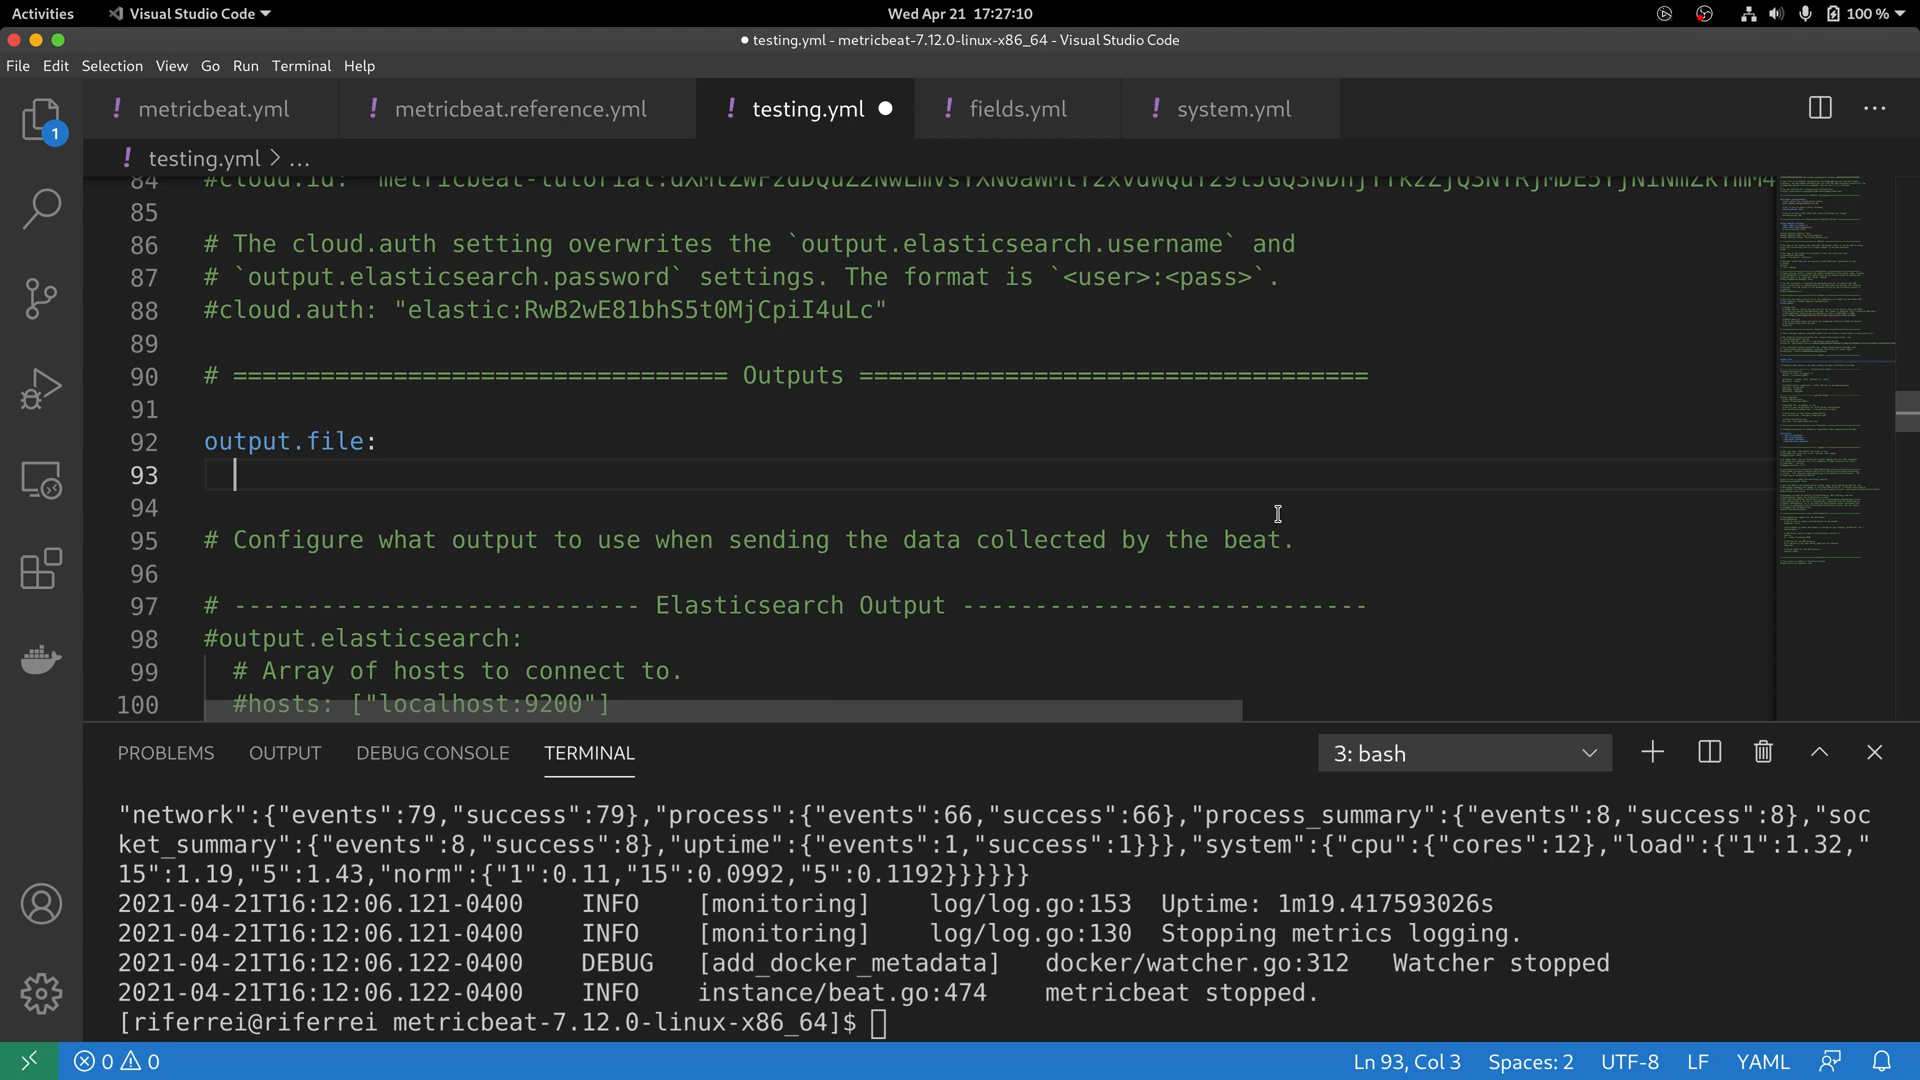 Activities Visual Studio Code Wed Apr 21 17:27:10 100 %
● testing.yml - metricbeat-7.12.0-linux-x86_64 - Visual Studio Code
File Edit Selection View Go Run Terminal Help
1 ! metricbeat.yml ! metricbeat.reference.yml ! testing.yml ● ! fields.yml ! system.yml ...
! testing.yml > ...
84
85
86 # The cloud.auth setting overwrites the `output.elasticsearch.username` and
87 # `output.elasticsearch.password` settings. The format is `<user>:<pass>`.
88 #cloud.auth: "elastic:RwB2wE81bhS5t0MjCpiI4uLc"
89
90 # ================================== Outputs ===================================
91
92 output.file:
93
94
95 # Configure what output to use when sending the data collected by the beat.
96
97 # ---------------------------- Elasticsearch Output ----------------------------
98 #output.elasticsearch:
99 # Array of hosts to connect to.
100 #hosts: ["localhost:9200"]
PROBLEMS OUTPUT DEBUG CONSOLE TERMINAL 3: bash
"network":{"events":79,"success":79},"process":{"events":66,"success":66},"process_summary":{"events":8,"success":8},"soc
ket_summary":{"events":8,"success":8},"uptime":{"events":1,"success":1}}},"system":{"cpu":{"cores":12},"load":{"1":1.32,"
15":1.19,"5":1.43,"norm":{"1":0.11,"15":0.0992,"5":0.1192}}}}}}
2021-04-21T16:12:06.121-0400 INFO [monitoring] log/log.go:153 Uptime: 1m19.417593026s
2021-04-21T16:12:06.121-0400 INFO [monitoring] log/log.go:130 Stopping metrics logging.
2021-04-21T16:12:06.122-0400 DEBUG [add_docker_metadata] docker/watcher.go:312 Watcher stopped
2021-04-21T16:12:06.122-0400 INFO instance/beat.go:474 metricbeat stopped.
[riferrei@riferrei metricbeat-7.12.0-linux-x86_64]$
0 0 Ln 93, Col 3 Spaces: 2 UTF-8 LF YAML